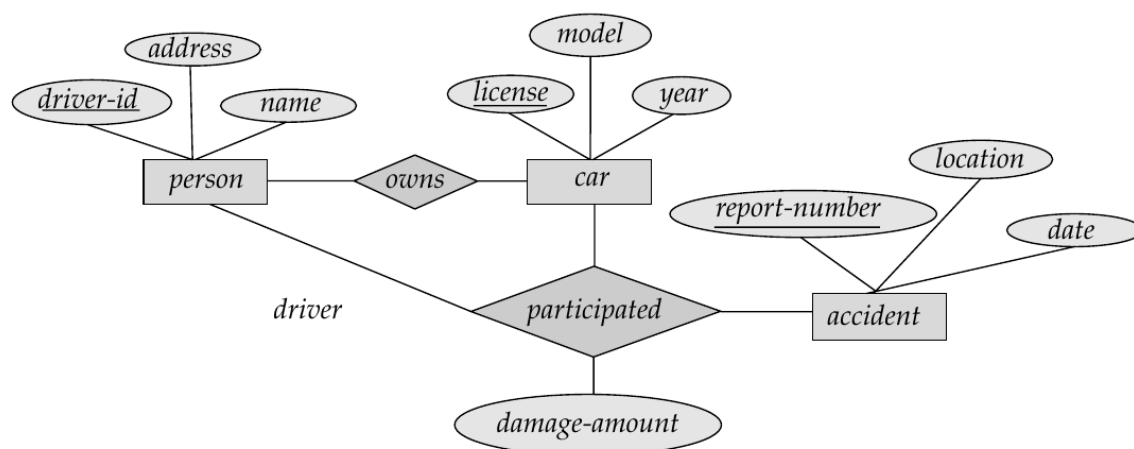 model
address
license
year
driver-id
name
location
person
owns
car
report-number
date
driver
participated
accident
damage-amount